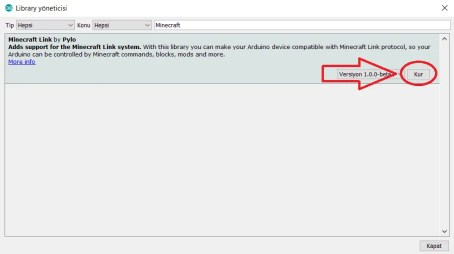 Library yöneticisi
Tip Hepsi Konu Hepsi Minecraft
Minecraft Link by Pylo
Adds support for the Minecraft Link system. With this library you can make your Arduino device compatible with Minecraft Link protocol, so your
Arduino can be controlled by Minecraft commands, blocks, mods and more.
More info
Versiyon 1.0.0-beta
Kur
Kapat